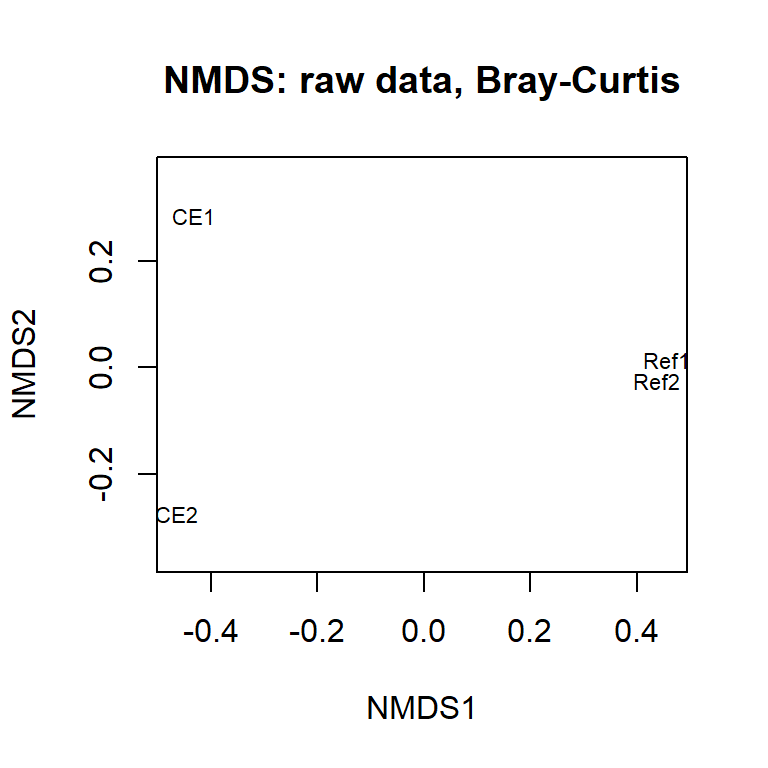 NMDS: raw data, Bray-Curtis
CE1
0.2
Ref1
0.0
Ref2
NMDS2
-0.2
CE2
-0.4 -0.2 0.0 0.2 0.4
NMDS1